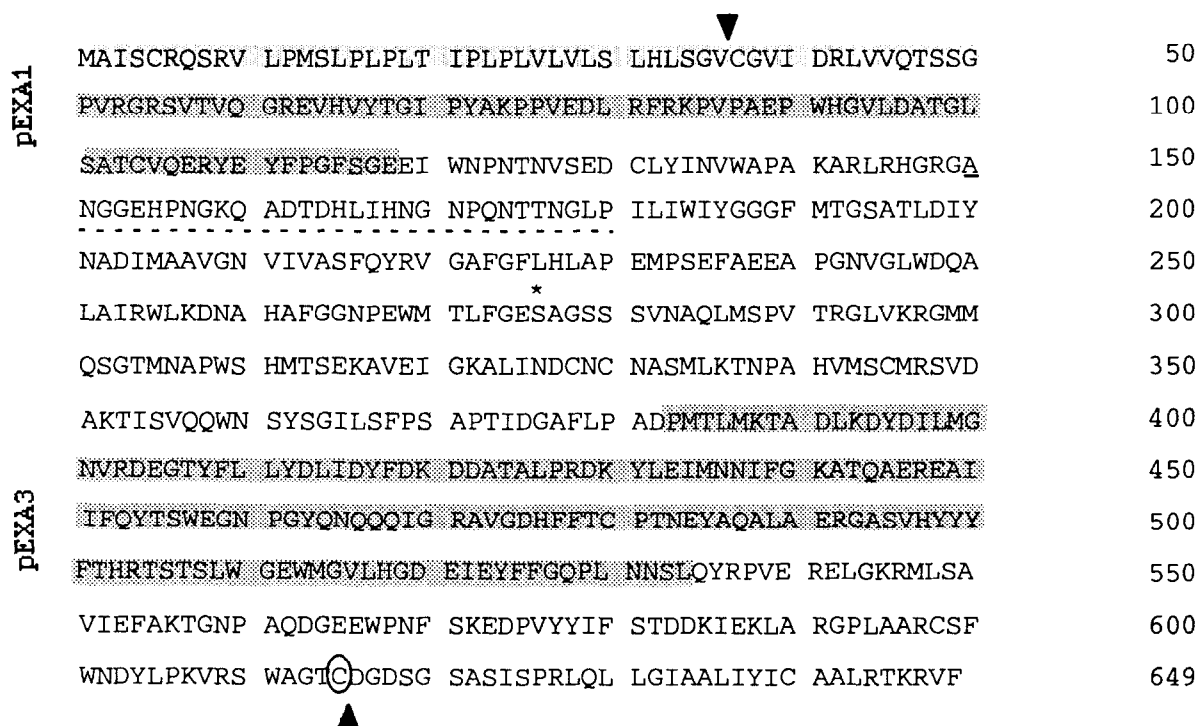 pEXA1
MAISCRQSRV LPMSLPLPLT IPLPLVLVLS LHLSGVCGVI DRLVVQTSSG 50
PVRGRSVTVQ GREVHVYTGI PYAKPPVEDL RFRKPVPAEP WHGVLDATGL 100
SATCVQERYE YFPGFSGEEI WNPNTNVSED CLYINVWAPA KARLRHGRGA 150
NGGEHPNGKQ ADTDHLIHNG NPQNTTNGLP ILIWIYGGGF MTGSATLDIY 200
NADIMAAVGN VIVASFQYRV GAFGFLHLAP EMPSEFAEEA PGNVGLWDQA 250
*
LAIRWLKDNA HAFGGNPEWM TLFGESAGSS SVNAQLMSPV TRGLVKRGMM 300
QSGTMNAPWS HMTSEKAVEI GKALINDCNC NASMLKTNPA HVMSCMRSVD 350
AKTISVQQWN SYSGILSFPS APTIDGAFLP ADPMTLMKTA DLKDYDILMG 400
pEXA3
NVRDEGTYFL LYDLIDYFDK DDATALPRDK YLEIMNNIFG KATQAEREAI 450
IFQYTSWEGN PGYQNQQQIG RAVGDHFFTC PTNEYAQALA ERGASVHYYY 500
FTHRTSTSLW GEWMGVLHGD EIEYFFGQPL NNSLQYRPVE RELGKRMLSA 550
VIEFAKTGNP AQDGEEWPNF SKEDPVYYIF STDDKIEKLA RGPLAARCSF 600
WNDYLPKVRS WAGTCDGDSG SASISPRLQL LGIAALIYIC AALRTKRVF 649